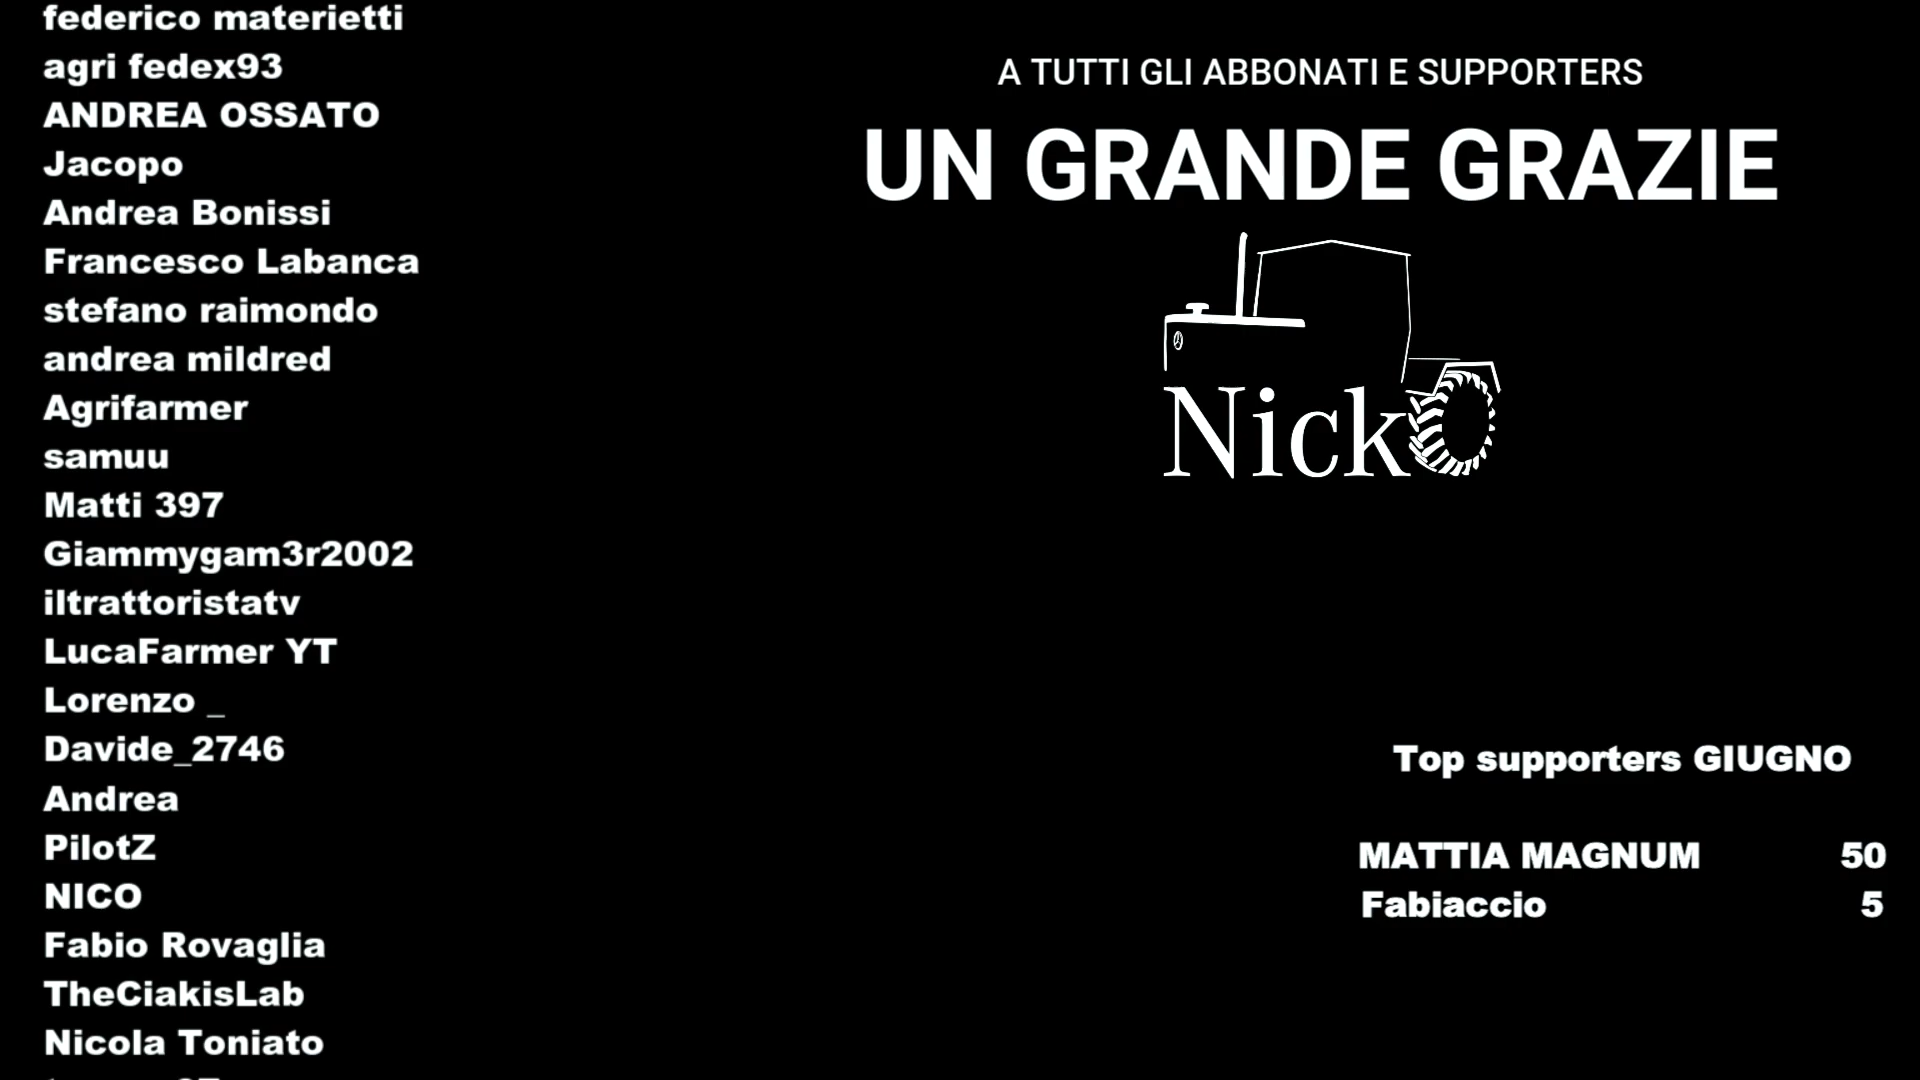 federico materietti
agri fedex93
ANDREA OSSATO
Jacopo
Andrea Bonissi
Francesco Labanca
stefano raimondo
andrea mildred
Agrifarmer
samuu
Matti 397
Giammygam3r2002
iltrattoristatv
LucaFarmer YT
Lorenzo _
Davide_2746
Andrea
PilotZ
NICO
Fabio Rovaglia
TheCiakisLab
Nicola Toniato
A TUTTI GLI ABBONATI E SUPPORTERS
UN GRANDE GRAZIE
Nicko
Top supporters GIUGNO
MATTIA MAGNUM 50
Fabiaccio 5